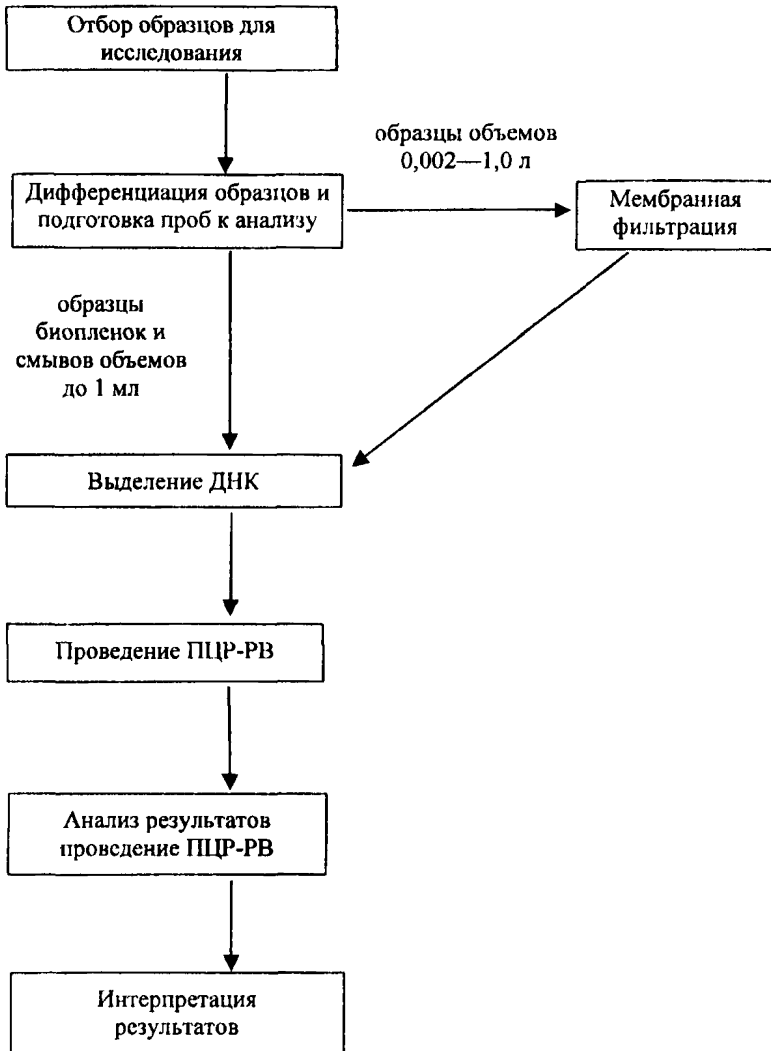 Отбор образцов для
исследования
образцы объемов
0,002—1,0 л
Дифференциация образцов и
подготовка проб к анализу
Мембранная
фильтрация
образцы
биопленок и
смывов объемов
до 1 мл
Выделение ДНК
Проведение ПЦР-РВ
Анализ результатов
проведение ПЦР-РВ
Интерпретация
результатов